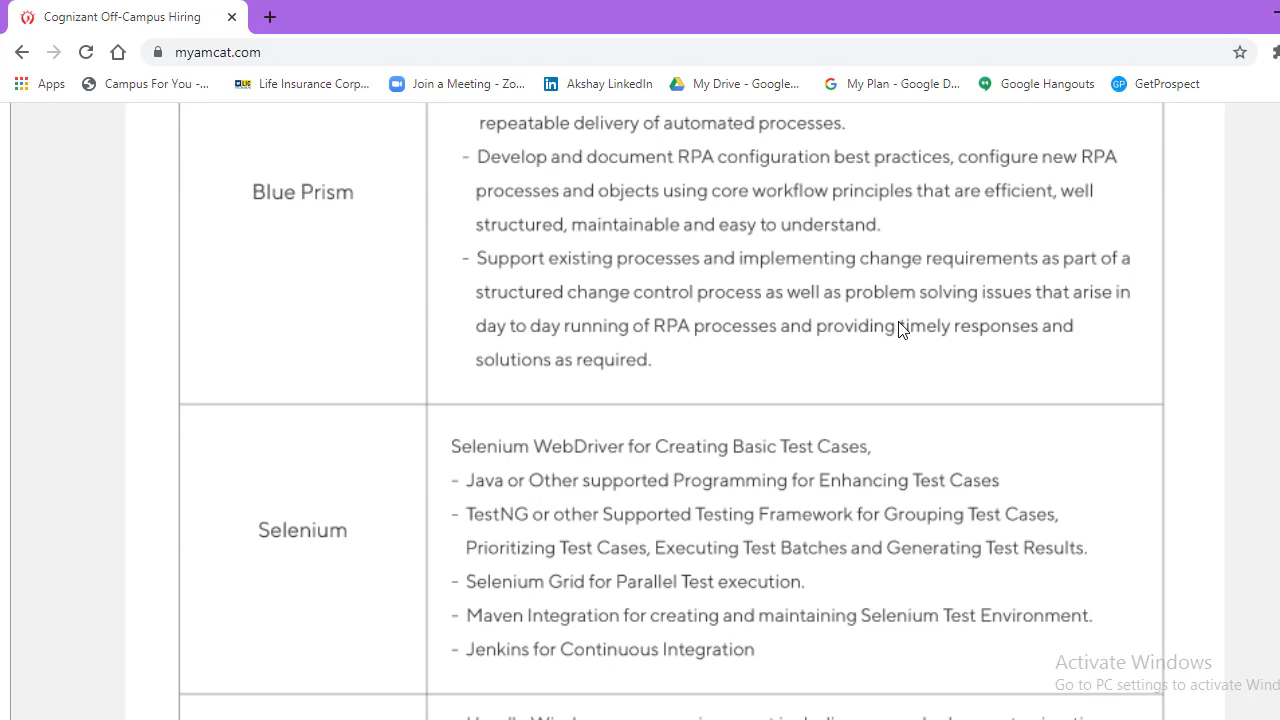 Cognizant Off-Campus Hiring
myamcat.com
Apps Campus For You -... LIC Life Insurance Corp... Join a Meeting - Zo... in Akshay LinkedIn My Drive - Google... G My Plan - Google D... Google Hangouts GP GetProspect
repeatable delivery of automated processes.
- Develop and document RPA configuration best practices, configure new RPA
Blue Prism
processes and objects using core workflow principles that are efficient, well
structured, maintainable and easy to understand.
- Support existing processes and implementing change requirements as part of a
structured change control process as well as problem solving issues that arise in
day to day running of RPA processes and providing timely responses and
solutions as required.
Selenium WebDriver for Creating Basic Test Cases,
- Java or Other supported Programming for Enhancing Test Cases
- TestNG or other Supported Testing Framework for Grouping Test Cases,
Selenium
Prioritizing Test Cases, Executing Test Batches and Generating Test Results.
- Selenium Grid for Parallel Test execution.
- Maven Integration for creating and maintaining Selenium Test Environment.
- Jenkins for Continuous Integration
Activate Windows
Go to PC settings to activate Wind